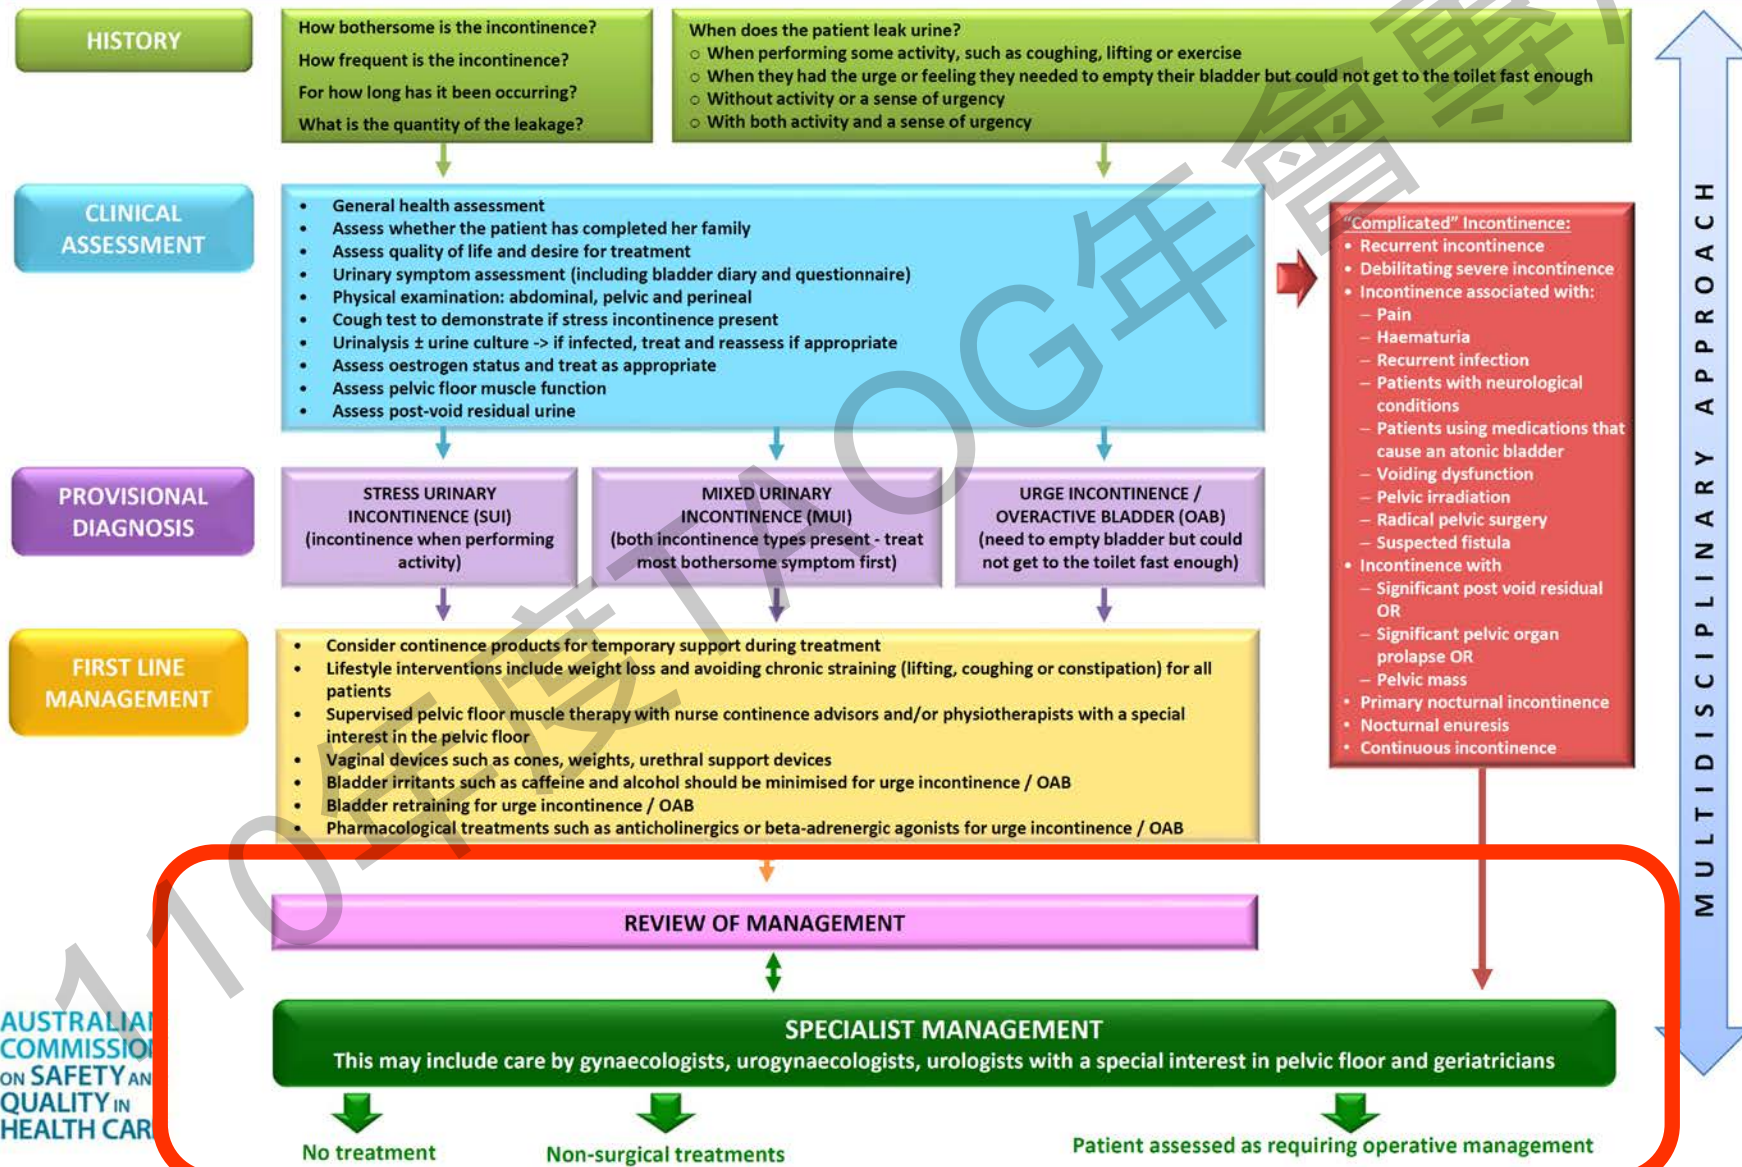 HISTORY
How bothersome is the incontinence?
How frequent is the incontinence?
For how long has it been occurring?
What is the quantity of the leakage?
When does the patient leak urine?
○ When performing some activity, such as coughing, lifting or exercise
○ When they had the urge or feeling they needed to empty their bladder but could not get to the toilet fast enough
○ Without activity or a sense of urgency
○ With both activity and a sense of urgency
CLINICAL
ASSESSMENT
• General health assessment
• Assess whether the patient has completed her family
• Assess quality of life and desire for treatment
• Urinary symptom assessment (including bladder diary and questionnaire)
• Physical examination: abdominal, pelvic and perineal
• Cough test to demonstrate if stress incontinence present
• Urinalysis ± urine culture -> if infected, treat and reassess if appropriate
• Assess oestrogen status and treat as appropriate
• Assess pelvic floor muscle function
• Assess post-void residual urine
"Complicated" Incontinence:
• Recurrent incontinence
• Debilitating severe incontinence
• Incontinence associated with:
– Pain
– Haematuria
– Recurrent infection
– Patients with neurological
conditions
– Patients using medications that
cause an atonic bladder
– Voiding dysfunction
– Pelvic irradiation
– Radical pelvic surgery
– Suspected fistula
• Incontinence with
– Significant post void residual
OR
– Significant pelvic organ
prolapse OR
– Pelvic mass
• Primary nocturnal incontinence
• Nocturnal enuresis
• Continuous incontinence
MULTIDISCIPLINARY APPROACH
PROVISIONAL
DIAGNOSIS
STRESS URINARY
INCONTINENCE (SUI)
(incontinence when performing
activity)
MIXED URINARY
INCONTINENCE (MUI)
(both incontinence types present - treat
most bothersome symptom first)
URGE INCONTINENCE /
OVERACTIVE BLADDER (OAB)
(need to empty bladder but could
not get to the toilet fast enough)
FIRST LINE
MANAGEMENT
• Consider continence products for temporary support during treatment
• Lifestyle interventions include weight loss and avoiding chronic straining (lifting, coughing or constipation) for all
patients
• Supervised pelvic floor muscle therapy with nurse continence advisors and/or physiotherapists with a special
interest in the pelvic floor
• Vaginal devices such as cones, weights, urethral support devices
• Bladder irritants such as caffeine and alcohol should be minimised for urge incontinence / OAB
• Bladder retraining for urge incontinence / OAB
• Pharmacological treatments such as anticholinergics or beta-adrenergic agonists for urge incontinence / OAB
REVIEW OF MANAGEMENT
SPECIALIST MANAGEMENT
This may include care by gynaecologists, urogynaecologists, urologists with a special interest in pelvic floor and geriatricians
No treatment
Non-surgical treatments
Patient assessed as requiring operative management
AUSTRALIAN
COMMISSION
ON SAFETY AN
QUALITY IN
HEALTH CAR
110年度TAOG年會專